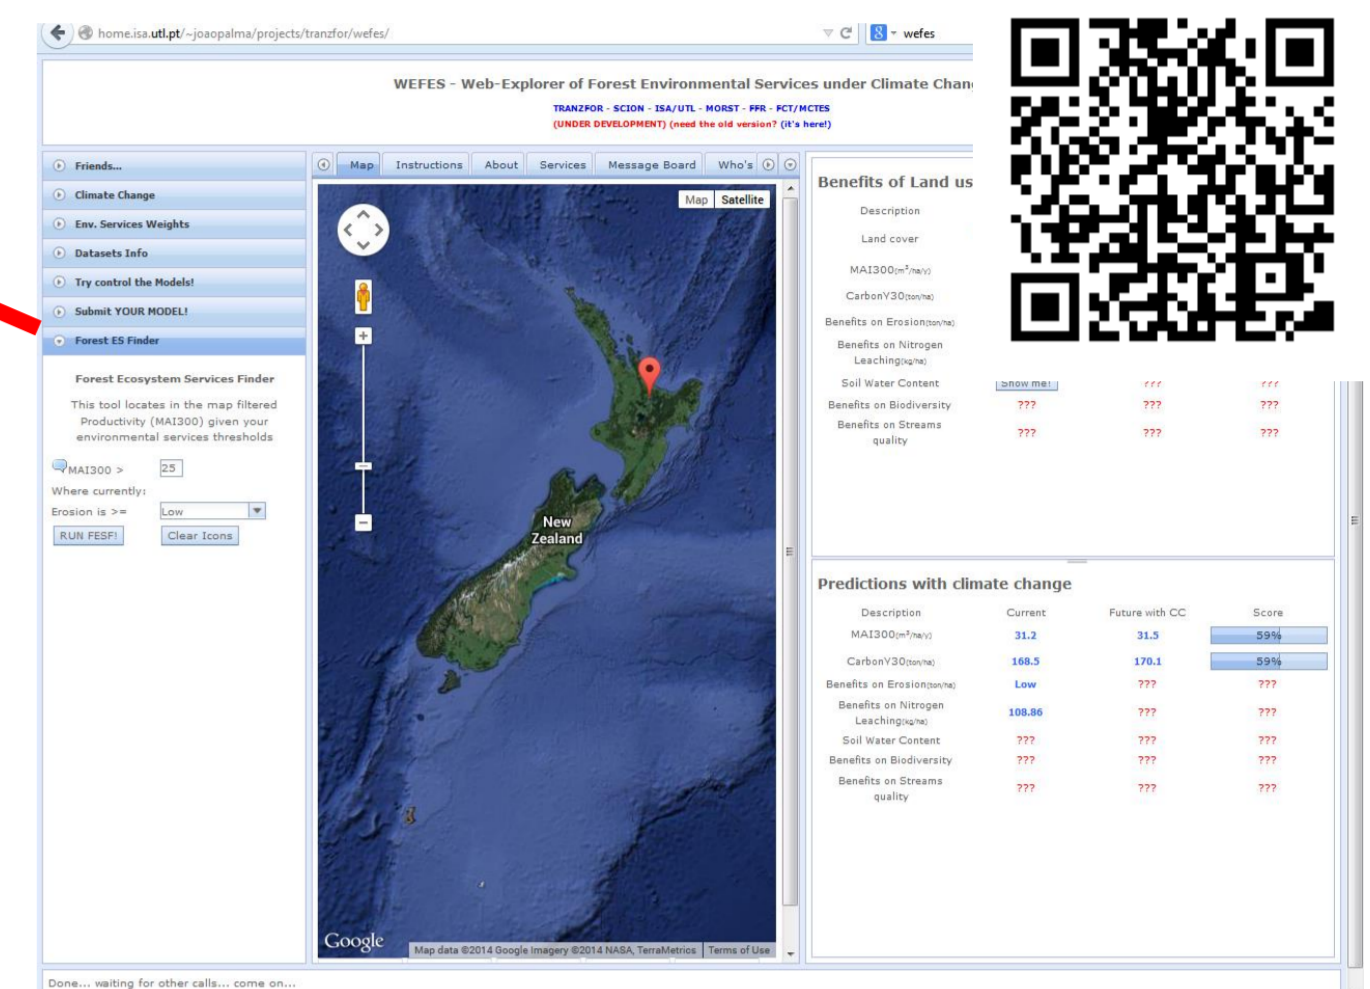 home.isa.utl.pt/~joaopalma/projects/tranzfor/wefes/
wefes
WEFES - Web-Explorer of Forest Environmental Services under Climate Chan
TRANZFOR - SCION - ISA/UTL - MORST - FFR - FCT/MCTES
(UNDER DEVELOPMENT) (need the old version? (it's here!)
Friends...
Climate Change
Env. Services Weights
Datasets Info
Try control the Models!
Submit YOUR MODEL!
Forest ES Finder
Forest Ecosystem Services Finder
This tool locates in the map filtered
Productivity (MAI300) given your
environmental services thresholds
MAI300 > 25
Where currently:
Erosion is >= Low
RUN FESF! Clear Icons
Map Instructions About Services Message Board Who's
Map Satellite
New
Zealand
Google
Map data ©2014 Google Imagery ©2014 NASA, TerraMetrics Terms of Use
Benefits of Land us
Description
Land cover
MAI300(m³/ha/y)
CarbonY30(ton/ha)
Benefits on Erosion(ton/ha)
Benefits on Nitrogen
Leaching(kg/ha)
Soil Water Content Show me! ??? ???
Benefits on Biodiversity ??? ??? ???
Benefits on Streams
quality ??? ??? ???
Predictions with climate change
Description Current Future with CC Score
MAI300(m³/ha/y) 31.2 31.5 59%
CarbonY30(ton/ha) 168.5 170.1 59%
Benefits on Erosion(ton/ha) Low ??? ???
Benefits on Nitrogen
Leaching(kg/ha) 108.86 ??? ???
Soil Water Content ??? ??? ???
Benefits on Biodiversity ??? ??? ???
Benefits on Streams
quality ??? ??? ???
Done... waiting for other calls... come on...